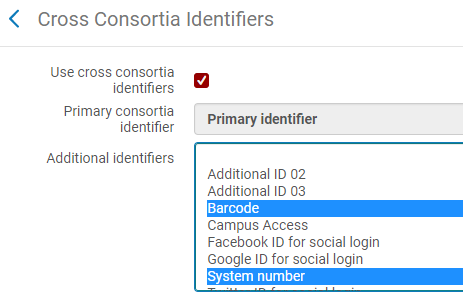 Cross Consortia Identifiers
Use cross consortia
identifiers
Primary consortia
identifier
Primary identifier
Additional identifiers
Additional ID 02
Additional ID 03
Barcode
Campus Access
Facebook ID for social login
Google ID for social login
System number